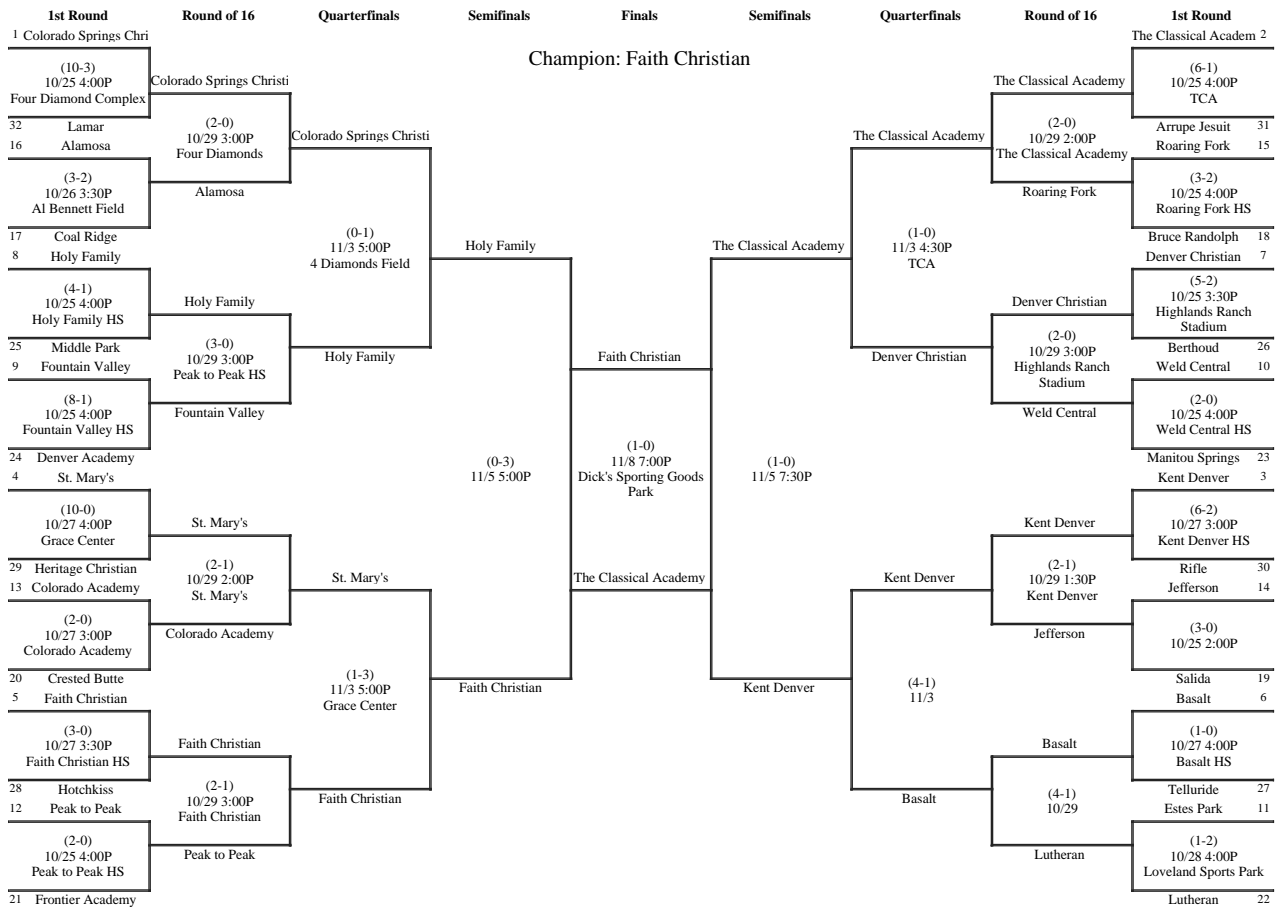 1st Round
Round of 16
Quarterfinals
Semifinals
Finals
Semifinals
Quarterfinals
Round of 16
1st Round
Champion: Faith Christian
1 Colorado Springs Chri
(10-3)
10/25 4:00P
Four Diamond Complex
32 Lamar
16 Alamosa
(3-2)
10/26 3:30P
Al Bennett Field
17 Coal Ridge
8 Holy Family
(4-1)
10/25 4:00P
Holy Family HS
25 Middle Park
9 Fountain Valley
(8-1)
10/25 4:00P
Fountain Valley HS
24 Denver Academy
4 St. Mary's
(10-0)
10/27 4:00P
Grace Center
29 Heritage Christian
13 Colorado Academy
(2-0)
10/27 3:00P
Colorado Academy
20 Crested Butte
5 Faith Christian
(3-0)
10/27 3:30P
Faith Christian HS
28 Hotchkiss
12 Peak to Peak
(2-0)
10/25 4:00P
Peak to Peak HS
21 Frontier Academy
Colorado Springs Christi
(2-0)
10/29 3:00P
Four Diamonds
Alamosa
Holy Family
(3-0)
10/29 3:00P
Peak to Peak HS
Fountain Valley
St. Mary's
(2-1)
10/29 2:00P
St. Mary's
Colorado Academy
Faith Christian
(2-1)
10/29 3:00P
Faith Christian
Peak to Peak
Colorado Springs Christi
(0-1)
11/3 5:00P
4 Diamonds Field
Holy Family
St. Mary's
(1-3)
11/3 5:00P
Grace Center
Faith Christian
Holy Family
(0-3)
11/5 5:00P
Faith Christian
Faith Christian
(1-0)
11/8 7:00P
Dick's Sporting Goods
Park
The Classical Academy
The Classical Academy
(1-0)
11/5 7:30P
Kent Denver
The Classical Academy
(1-0)
11/3 4:30P
TCA
Denver Christian
Kent Denver
(4-1)
11/3
Basalt
The Classical Academy
(2-0)
10/29 2:00P
The Classical Academy
Roaring Fork
Denver Christian
(2-0)
10/29 3:00P
Highlands Ranch
Stadium
Weld Central
Kent Denver
(2-1)
10/29 1:30P
Kent Denver
Jefferson
Basalt
(4-1)
10/29
Lutheran
The Classical Academ 2
(6-1)
10/25 4:00P
TCA
Arrupe Jesuit 31
Roaring Fork 15
(3-2)
10/25 4:00P
Roaring Fork HS
Bruce Randolph 18
Denver Christian 7
(5-2)
10/25 3:30P
Highlands Ranch
Stadium
Berthoud 26
Weld Central 10
(2-0)
10/25 4:00P
Weld Central HS
Manitou Springs 23
Kent Denver 3
(6-2)
10/27 3:00P
Kent Denver HS
Rifle 30
Jefferson 14
(3-0)
10/25 2:00P
Salida 19
Basalt 6
(1-0)
10/27 4:00P
Basalt HS
Telluride 27
Estes Park 11
(1-2)
10/28 4:00P
Loveland Sports Park
Lutheran 22